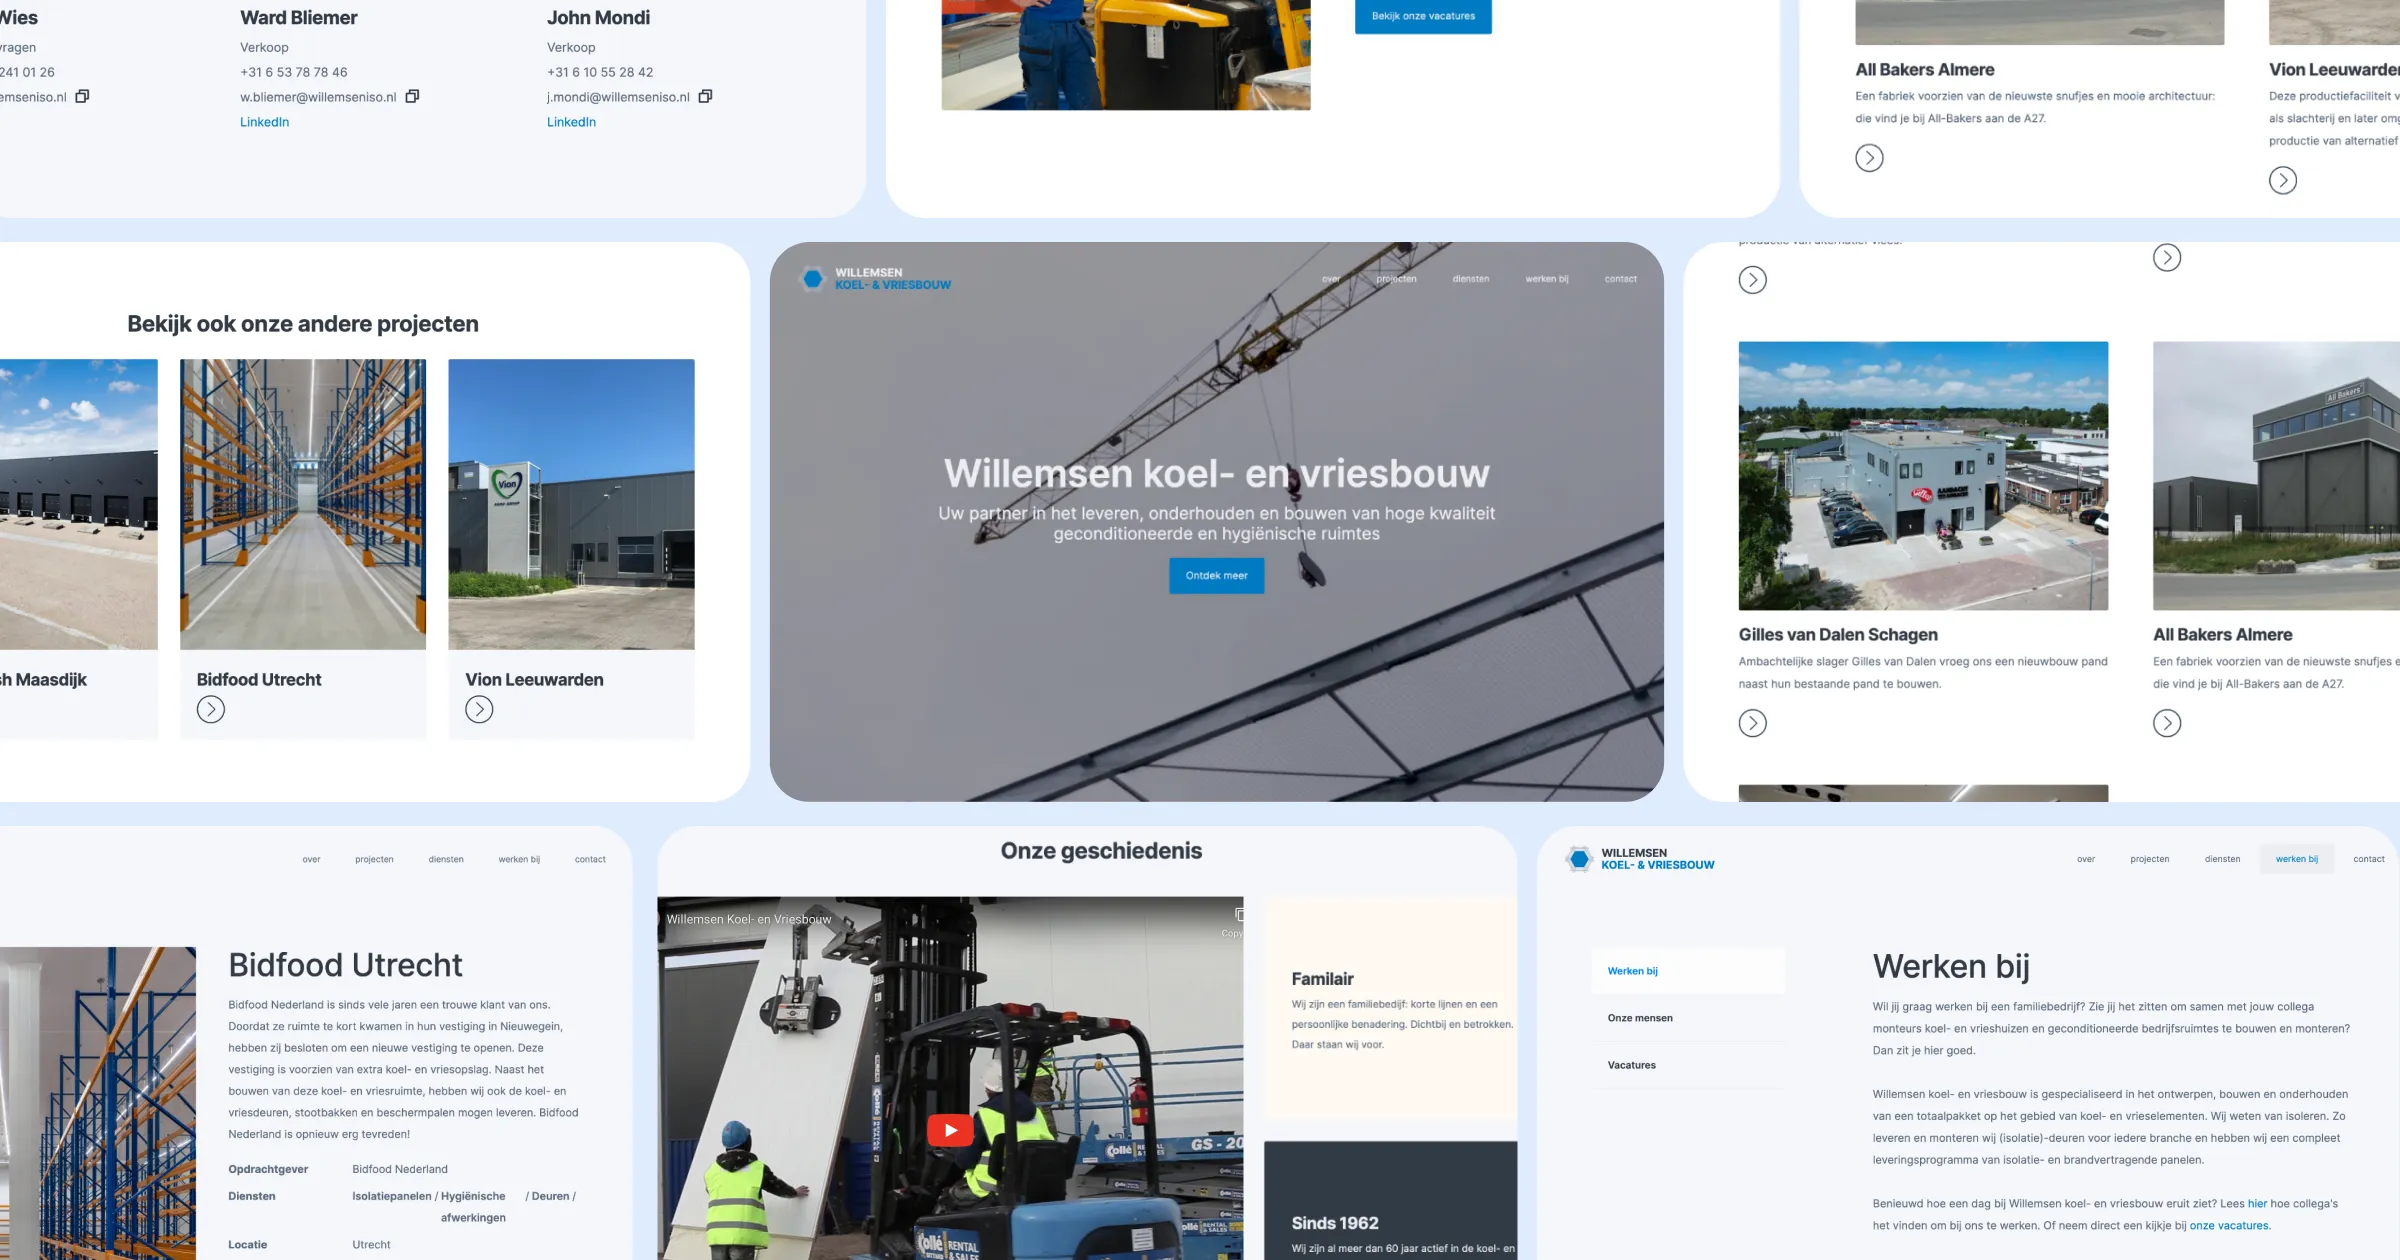 Wies
Ward Bliemer
John Mondi
vragen
Verkoop
Verkoop
241 01 26
+31 6 53 78 78 46
+31 6 10 55 28 42
emseniso.nl
w.bliemer@willemseniso.nl
j.mondi@willemseniso.nl
LinkedIn
LinkedIn
Bekijk onze vacatures
All Bakers Almere
Een fabriek voorzien van de nieuwste snufjes en mooie architectuur:
die vind je bij All-Bakers aan de A27.
Vion Leeuwarden
Deze productiefaciliteit v
als slachterij en later omg
productie van alternatief
Bekijk ook onze andere projecten
Vion
sh Maasdijk
Bidfood Utrecht
Vion Leeuwarden
WILLEMSEN
KOEL- & VRIESBOUW
over
projecten
diensten
werken bij
contact
Willemsen koel- en vriesbouw
Uw partner in het leveren, onderhouden en bouwen van hoge kwaliteit
geconditioneerde en hygiënische ruimtes
Ontdek meer
productie van alternatief vlees.
All Bakers
Gilles van Dalen Schagen
Ambachtelijke slager Gilles van Dalen vroeg ons een nieuwbouw pand
naast hun bestaande pand te bouwen.
All Bakers Almere
Een fabriek voorzien van de nieuwste snufjes e
die vind je bij All-Bakers aan de A27.
over
projecten
diensten
werken bij
contact
Bidfood Utrecht
Bidfood Nederland is sinds vele jaren een trouwe klant van ons.
Doordat ze ruimte te kort kwamen in hun vestiging in Nieuwegein,
hebben zij besloten om een nieuwe vestiging te openen. Deze
vestiging is voorzien van extra koel- en vriesopslag. Naast het
bouwen van deze koel- en vriesruimte, hebben wij ook de koel- en
vriesdeuren, stootbakken en beschermpalen mogen leveren. Bidfood
Nederland is opnieuw erg tevreden!
Opdrachtgever Bidfood Nederland
Diensten Isolatiepanelen / Hygiënische / Deuren /
afwerkingen
Locatie Utrecht
Onze geschiedenis
Willemsen Koel- en Vriesbouw
Copy
GS - 20
Collé RENTAL & SALES
Collé RENTAL & SALES
Familair
Wij zijn een familiebedijf: korte lijnen en een
persoonlijke benadering. Dichtbij en betrokken.
Daar staan wij voor.
Sinds 1962
Wij zijn al meer dan 60 jaar actief in de koel- en
WILLEMSEN
KOEL- & VRIESBOUW
over
projecten
diensten
werken bij
contact
Werken bij
Onze mensen
Vacatures
Werken bij
Wil jij graag werken bij een familiebedrijf? Zie jij het zitten om samen met jouw collega
monteurs koel- en vrieshuizen en geconditioneerde bedrijfsruimtes te bouwen en monteren?
Dan zit je hier goed.
Willemsen koel- en vriesbouw is gespecialiseerd in het ontwerpen, bouwen en onderhouden
van een totaalpakket op het gebied van koel- en vrieselementen. Wij weten van isoleren. Zo
leveren en monteren wij (isolatie)-deuren voor iedere branche en hebben wij een compleet
leveringsprogramma van isolatie- en brandvertragende panelen.
Benieuwd hoe een dag bij Willemsen koel- en vriesbouw eruit ziet? Lees hier hoe collega's
het vinden om bij ons te werken. Of neem direct een kijkje bij onze vacatures.